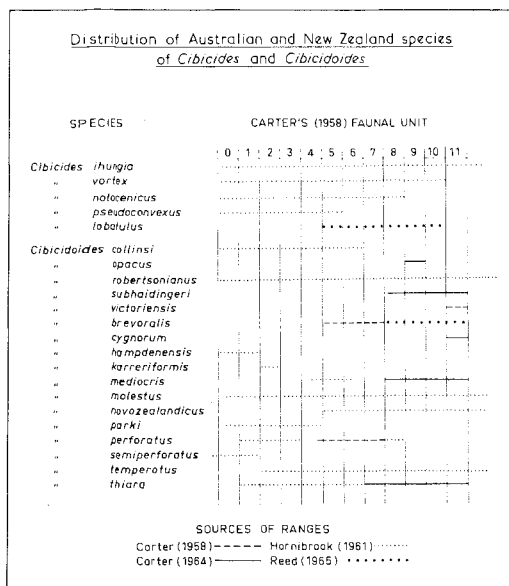 Distribution of Australian and New Zealand species
of Cibicides and Cibicidoides
SPECIES CARTER'S (1958) FAUNAL UNIT
0 1 2 3 4 5 6 7 8 9 10 11
Cibicides ihungia
" vortex
" notocenicus
" pseudoconvexus
" lobatulus
Cibicidoides collinsi
" opacus
" robertsonianus
" subhaidingeri
" victoriensis
" brevoralis
" cygnorum
" hampdenensis
" karreriformis
" mediocris
" molestus
" novozealandicus
" parki
" perforatus
" semiperforatus
" temperatus
" thiara
SOURCES OF RANGES
Carter (1958) Hornibrook (1961)
Carter (1964) Reed (1965)